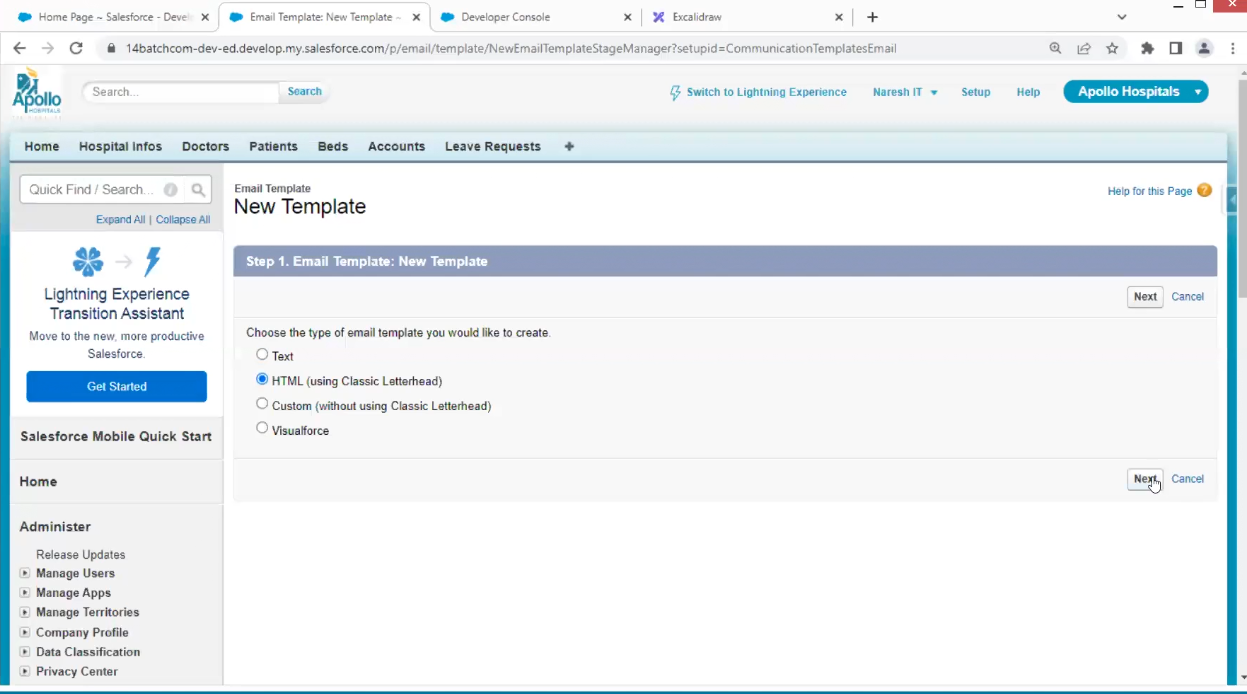 Home Page ~ Salesforce - Devel
Email Template: New Template ~
Developer Console
Excalidraw
14batchcom-dev-ed.develop.my.salesforce.com/p/email/template/NewEmailTemplateStageManager?setupid=CommunicationTemplatesEmail
Apollo
HOSPITALS
Search...
Search
Switch to Lightning Experience
Naresh IT
Setup
Help
Apollo Hospitals
Home
Hospital Infos
Doctors
Patients
Beds
Accounts
Leave Requests
Quick Find / Search...
Expand All | Collapse All
Lightning Experience
Transition Assistant
Move to the new, more productive
Salesforce.
Get Started
Salesforce Mobile Quick Start
Home
Administer
Release Updates
Manage Users
Manage Apps
Manage Territories
Company Profile
Data Classification
Privacy Center
Email Template
New Template
Help for this Page
Step 1. Email Template: New Template
Next
Cancel
Choose the type of email template you would like to create.
Text
HTML (using Classic Letterhead)
Custom (without using Classic Letterhead)
Visualforce
Next
Cancel